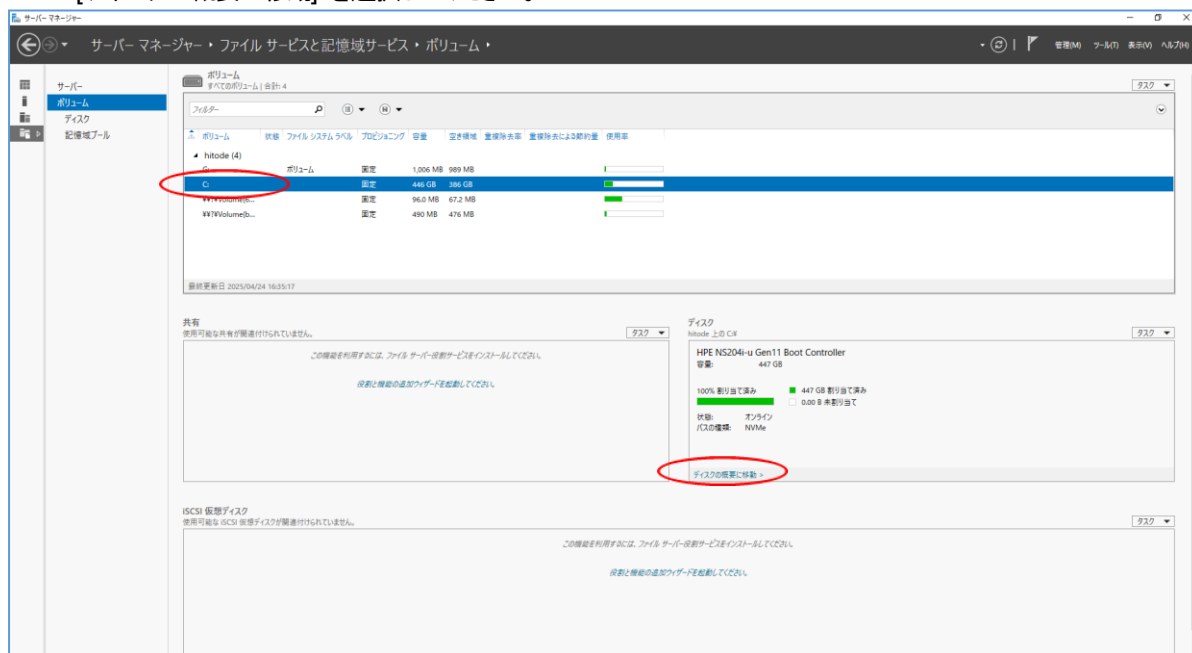 サーバー マネージャー
サーバー マネージャー ・ ファイル サービスと記憶域サービス ・ ボリューム ・
管理(M) ツール(T) 表示(V) ヘルプ(H)
サーバー
ボリューム
ディスク
記憶域プール
ボリューム
すべてのボリューム | 合計: 4
タスク
フィルター
ボリューム 状態 ファイル システム ラベル プロビジョニング 容量 空き領域 重複除去率 重複除去による節約量 使用率
hitode (4)
ボリューム 固定 1,006 MB 989 MB
C: 固定 446 GB 386 GB
¥¥?¥Volume{b... 固定 96.0 MB 67.2 MB
¥¥?¥Volume{b... 固定 490 MB 476 MB
最終更新日 2025/04/24 16:35:17
共有
使用可能な共有が関連付けられていません。
タスク
この機能を利用するには、ファイル サーバー役割サービスをインストールしてください。
役割と機能の追加ウィザードを起動してください。
ディスク
hitode 上の C:¥
タスク
HPE NS204i-u Gen11 Boot Controller
容量: 447 GB
100% 割り当て済み
447 GB 割り当て済み
0.00 B 未割り当て
状態: オンライン
バスの種類: NVMe
ディスクの概要に移動 >
iSCSI 仮想ディスク
使用可能な iSCSI 仮想ディスクが関連付けられていません。
タスク
この機能を利用するには、ファイル サーバー役割サービスをインストールしてください。
役割と機能の追加ウィザードを起動してください。